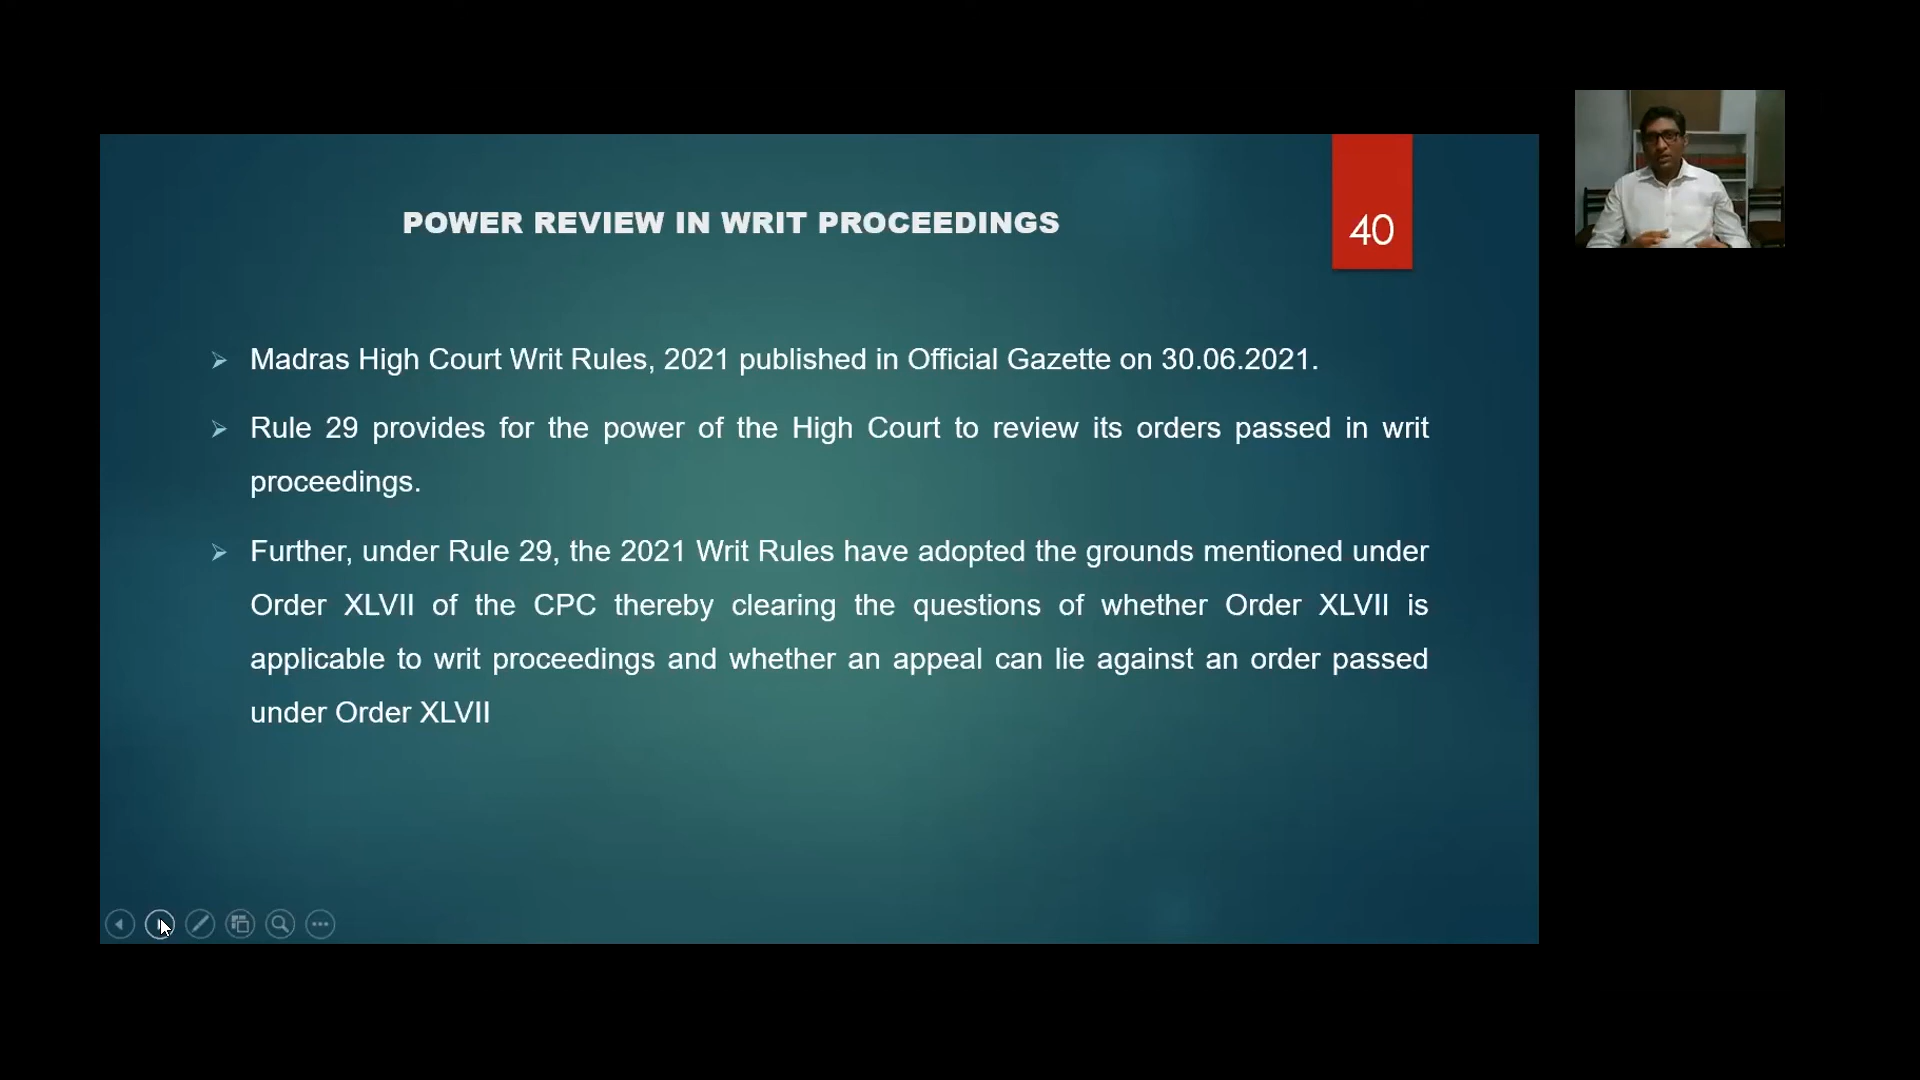 POWER REVIEW IN WRIT PROCEEDINGS
40
Madras High Court Writ Rules, 2021 published in Official Gazette on 30.06.2021.
Rule 29 provides for the power of the High Court to review its orders passed in writ
proceedings.
Further, under Rule 29, the 2021 Writ Rules have adopted the grounds mentioned under
Order XLVII of the CPC thereby clearing the questions of whether Order XLVII is
applicable to writ proceedings and whether an appeal can lie against an order passed
under Order XLVII